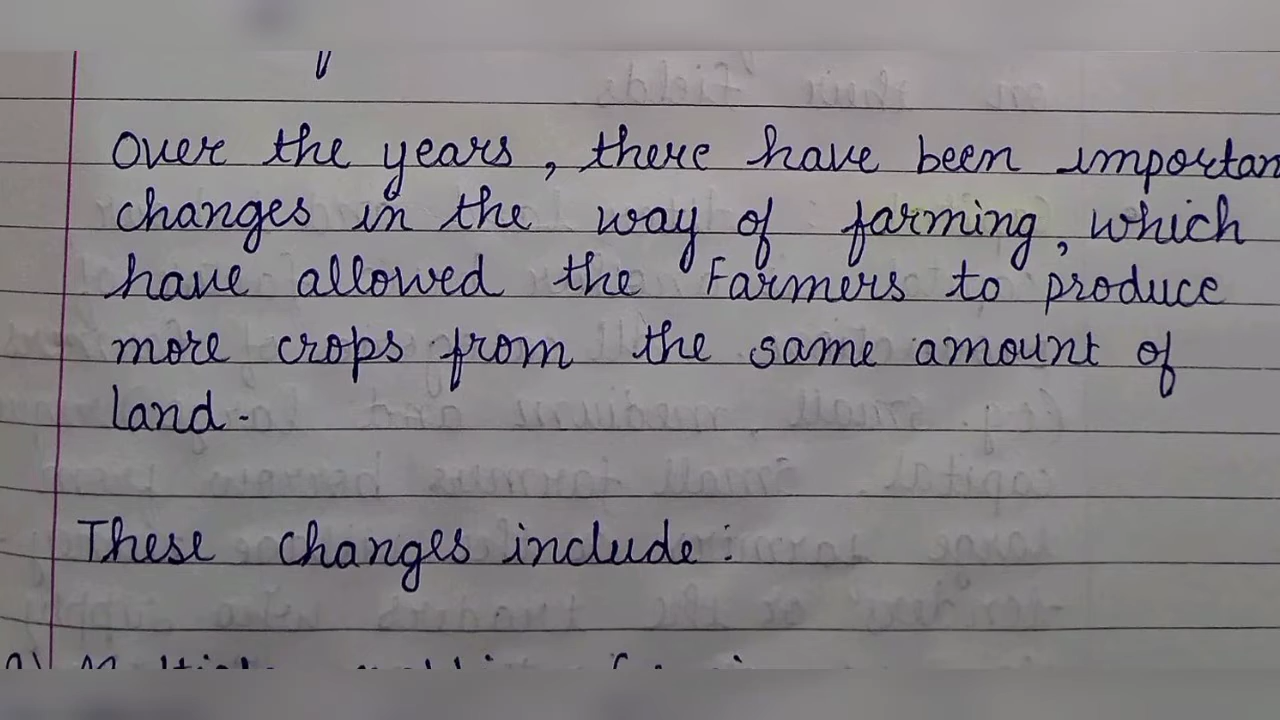 Over the years, there have been importan
changes in the way of farming, which
have allowed the Farmers to produce
more crops from the same amount of
land.
These changes include: